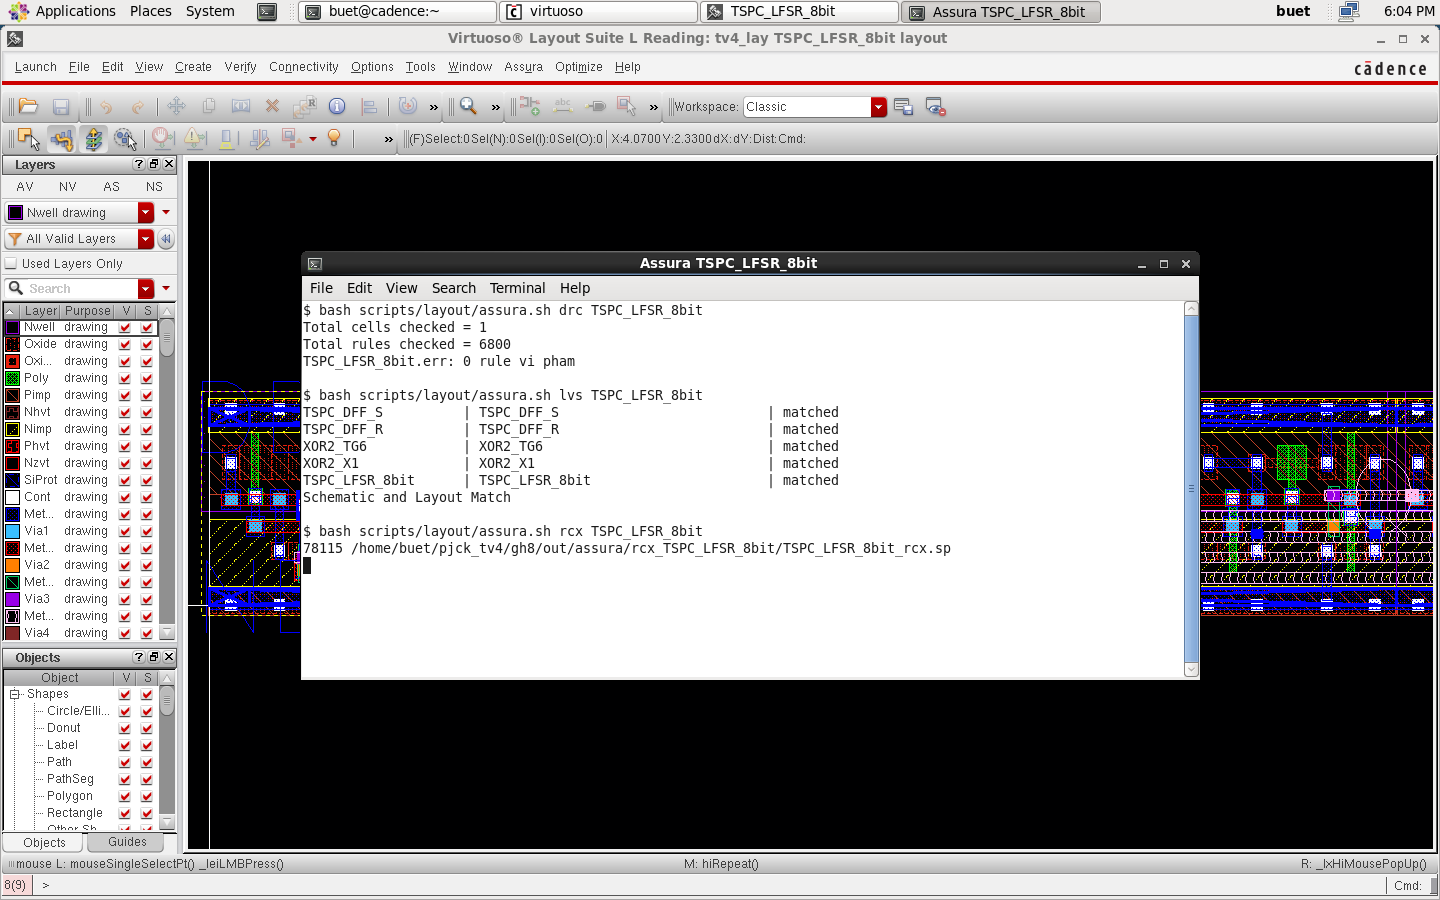 Applications Places System
buet@cadence:~
virtuoso
TSPC_LFSR_8bit
Assura TSPC_LFSR_8bit
buet
6:04 PM
Virtuoso® Layout Suite L Reading: tv4_lay TSPC_LFSR_8bit layout
Launch File Edit View Create Verify Connectivity Options Tools Window Assura Optimize Help
cādence
Workspace: Classic
(F)Select:0 Sel(N):0 Sel(I):0 Sel(O):0 X:4.0700 Y:2.3300 dX: dY: Dist: Cmd:
Layers
AV NV AS NS
Nwell drawing
All Valid Layers
Used Layers Only
Search
Layer Purpose V S
Nwell drawing
Oxide drawing
Oxi... drawing
Poly drawing
Pimp drawing
Nhvt drawing
Nimp drawing
Phvt drawing
Nzvt drawing
SiProt drawing
Cont drawing
Met... drawing
Via1 drawing
Met... drawing
Via2 drawing
Met... drawing
Via3 drawing
Met... drawing
Via4 drawing
Objects
Object V S
Shapes
Circle/Elli...
Donut
Label
Path
PathSeg
Polygon
Rectangle
Other Sh
Objects Guides
Assura TSPC_LFSR_8bit
File Edit View Search Terminal Help
$ bash scripts/layout/assura.sh drc TSPC_LFSR_8bit
Total cells checked = 1
Total rules checked = 6800
TSPC_LFSR_8bit.err: 0 rule vi pham
$ bash scripts/layout/assura.sh lvs TSPC_LFSR_8bit
TSPC_DFF_S | TSPC_DFF_S | matched
TSPC_DFF_R | TSPC_DFF_R | matched
XOR2_TG6 | XOR2_TG6 | matched
XOR2_X1 | XOR2_X1 | matched
TSPC_LFSR_8bit | TSPC_LFSR_8bit | matched
Schematic and Layout Match
$ bash scripts/layout/assura.sh rcx TSPC_LFSR_8bit
78115 /home/buet/pjck_tv4/gh8/out/assura/rcx_TSPC_LFSR_8bit/TSPC_LFSR_8bit_rcx.sp
mouse L: mouseSingleSelectPt() _leiLMBPress()
M: hiRepeat()
R: _lxHiMousePopUp()
8(9) >
Cmd: